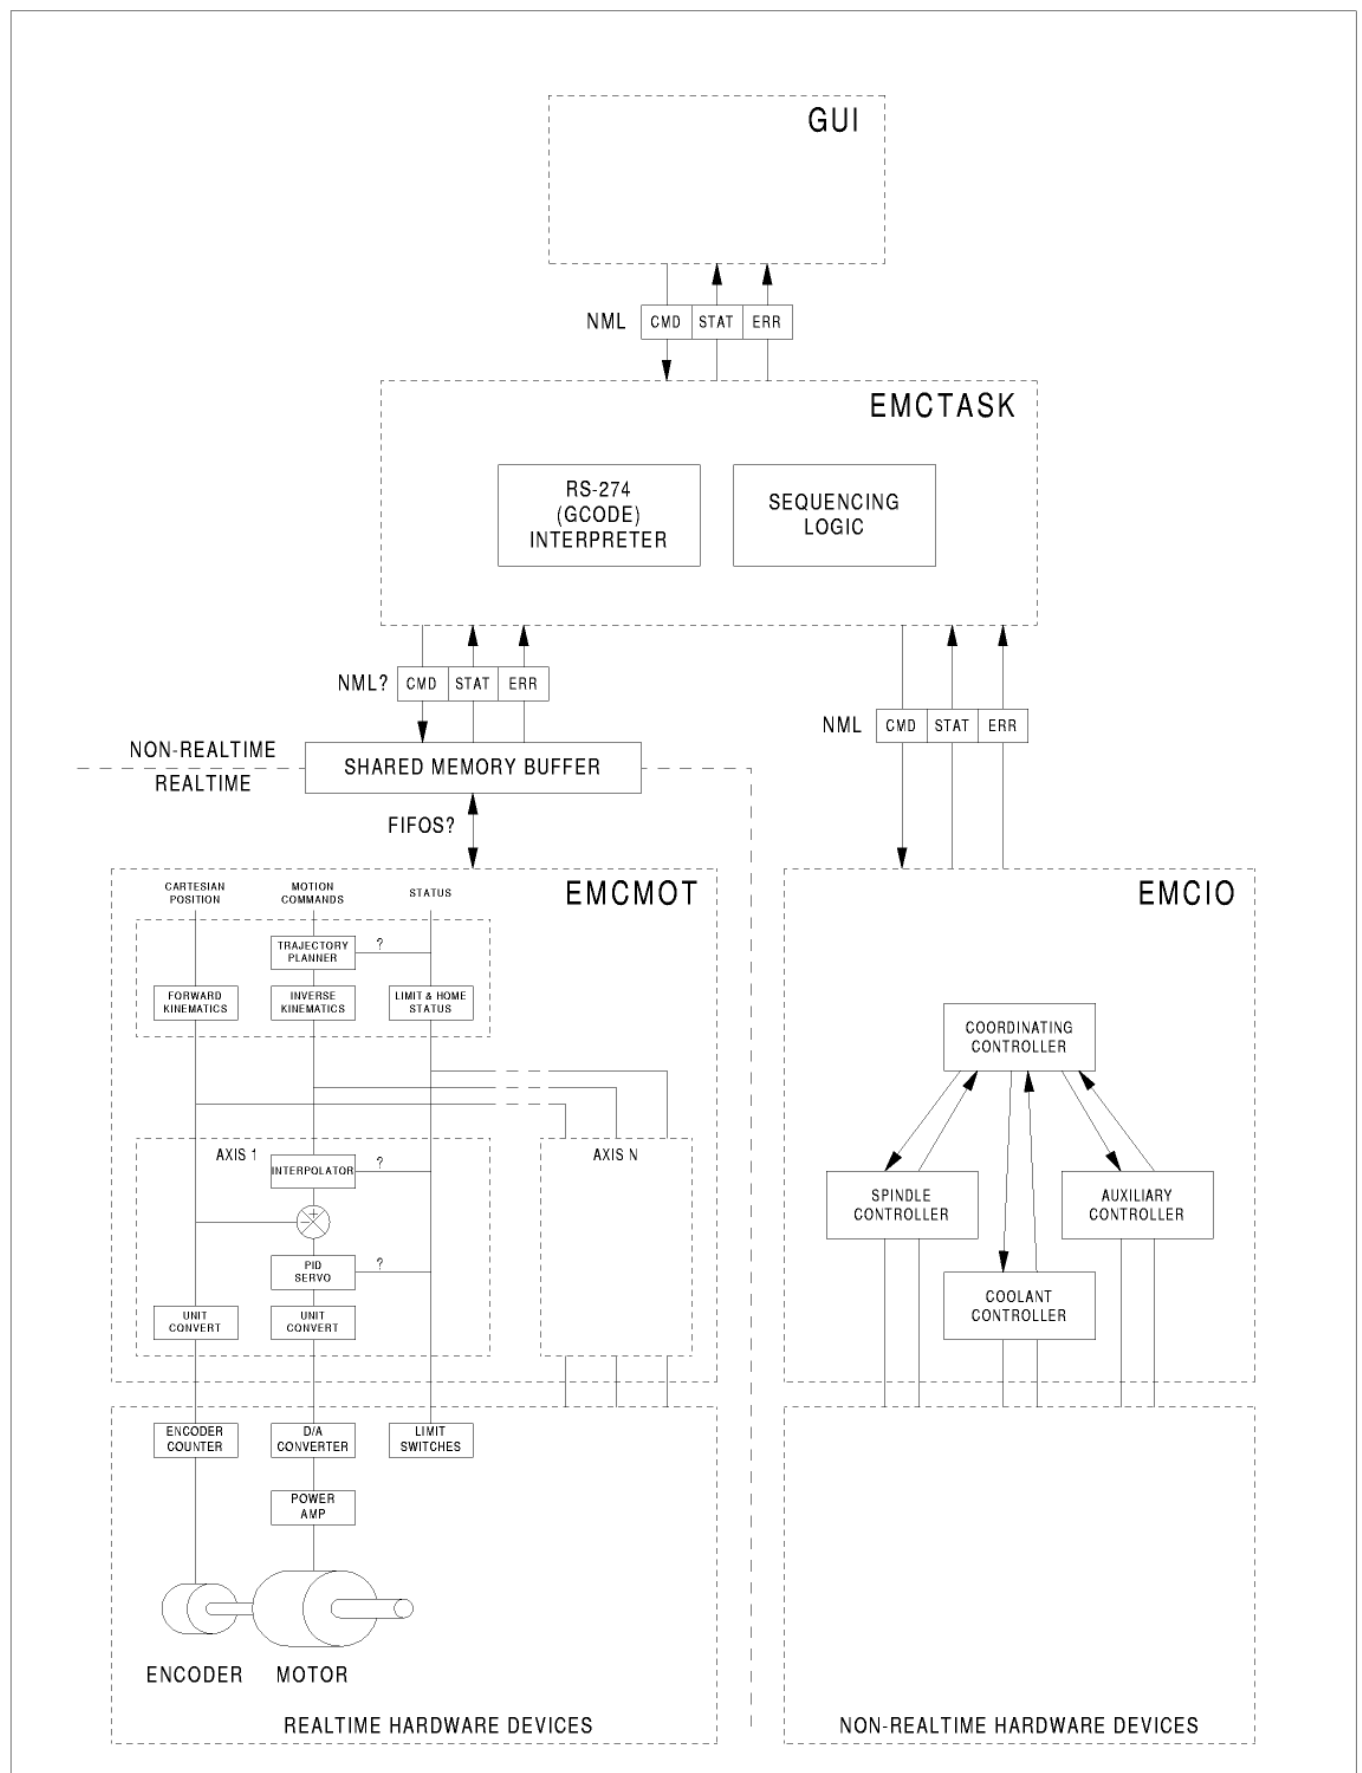 GUI
NML CMD STAT ERR
EMCTASK
RS-274
(GCODE)
INTERPRETER
SEQUENCING
LOGIC
NML? CMD STAT ERR
NML CMD STAT ERR
NON-REALTIME
REALTIME
SHARED MEMORY BUFFER
FIFOS?
EMCMOT
CARTESIAN
POSITION
MOTION
COMMANDS
STATUS
TRAJECTORY
PLANNER
?
FORWARD
KINEMATICS
INVERSE
KINEMATICS
LIMIT & HOME
STATUS
AXIS 1
INTERPOLATOR
?
+
−
PID
SERVO
?
UNIT
CONVERT
UNIT
CONVERT
AXIS N
EMCIO
COORDINATING
CONTROLLER
SPINDLE
CONTROLLER
AUXILIARY
CONTROLLER
COOLANT
CONTROLLER
ENCODER
COUNTER
D/A
CONVERTER
LIMIT
SWITCHES
POWER
AMP
ENCODER
MOTOR
REALTIME HARDWARE DEVICES
NON-REALTIME HARDWARE DEVICES